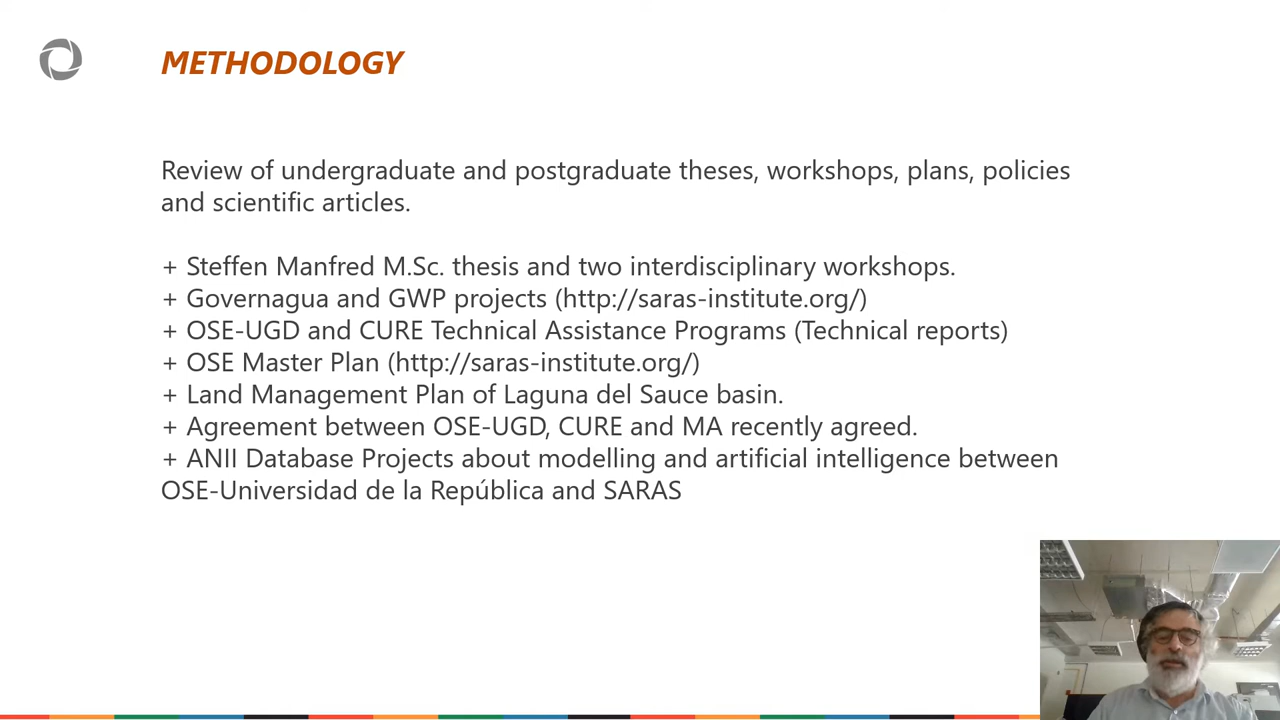 METHODOLOGY
Review of undergraduate and postgraduate theses, workshops, plans, policies
and scientific articles.
+ Steffen Manfred M.Sc. thesis and two interdisciplinary workshops.
+ Governagua and GWP projects (http://saras-institute.org/)
+ OSE-UGD and CURE Technical Assistance Programs (Technical reports)
+ OSE Master Plan (http://saras-institute.org/)
+ Land Management Plan of Laguna del Sauce basin.
+ Agreement between OSE-UGD, CURE and MA recently agreed.
+ ANII Database Projects about modelling and artificial intelligence between
OSE-Universidad de la República and SARAS